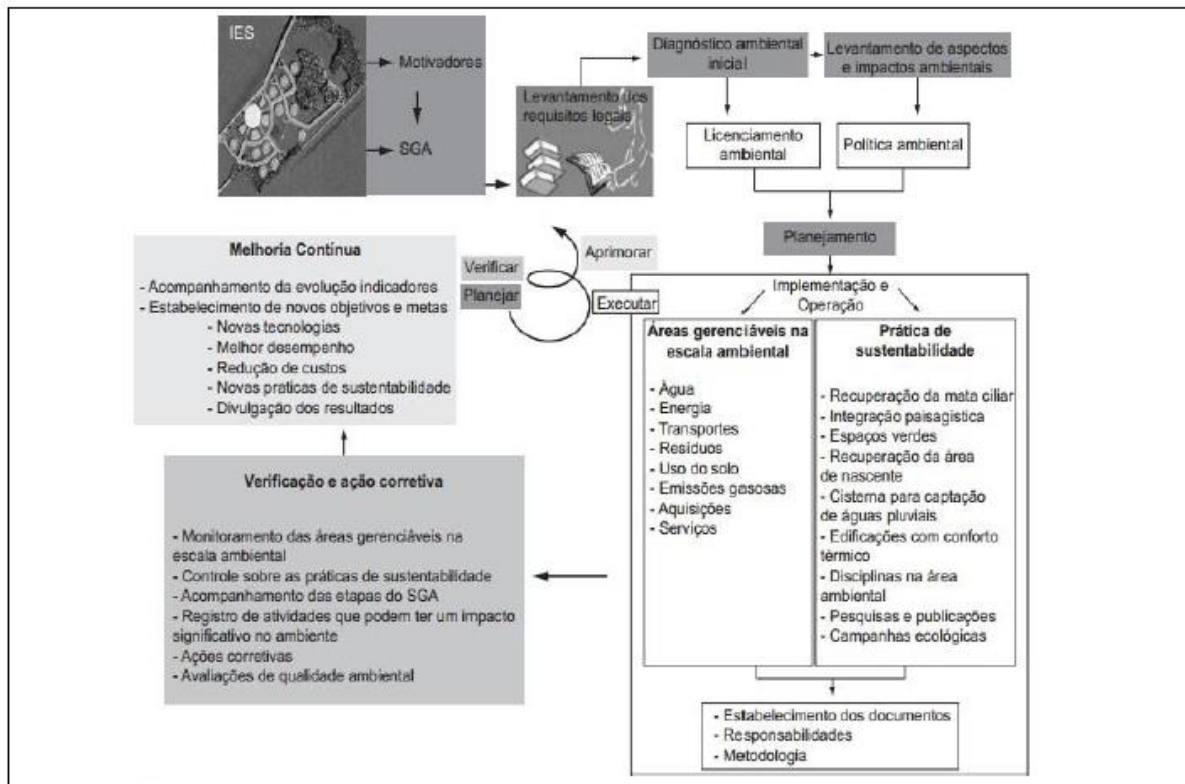 IES
Motivadores
SGA
Levantamento dos
requisitos legais
Diagnóstico ambiental
inicial
Levantamento de aspectos
e impactos ambientais
Licenciamento
ambiental
Política ambiental
Planejamento
Melhoria Contínua
- Acompanhamento da evolução indicadores
- Estabelecimento de novos objetivos e metas
- Novas tecnologias
- Melhor desempenho
- Redução de custos
- Novas praticas de sustentabilidade
- Divulgação dos resultados
Verificar
Planejar
Aprimorar
Executar
Implementação e
Operação
Áreas gerenciáveis na
escala ambiental
- Água
- Energia
- Transportes
- Resíduos
- Uso do solo
- Emissões gasosas
- Aquisições
- Serviços
Prática de
sustentabilidade
- Recuperação da mata ciliar
- Integração paisagística
- Espaços verdes
- Recuperação da área
de nascente
- Cisterna para captação
de águas pluviais
- Edificações com conforto
térmico
- Disciplinas na área
ambiental
- Pesquisas e publicações
- Campanhas ecológicas
Verificação e ação corretiva
- Monitoramento das áreas gerenciáveis na
escala ambiental
- Controle sobre as práticas de sustentabilidade
- Acompanhamento das etapas do SGA
- Registro de atividades que podem ter um impacto
significativo no ambiente
- Ações corretivas
- Avaliações de qualidade ambiental
- Estabelecimento dos documentos
- Responsabilidades
- Metodologia